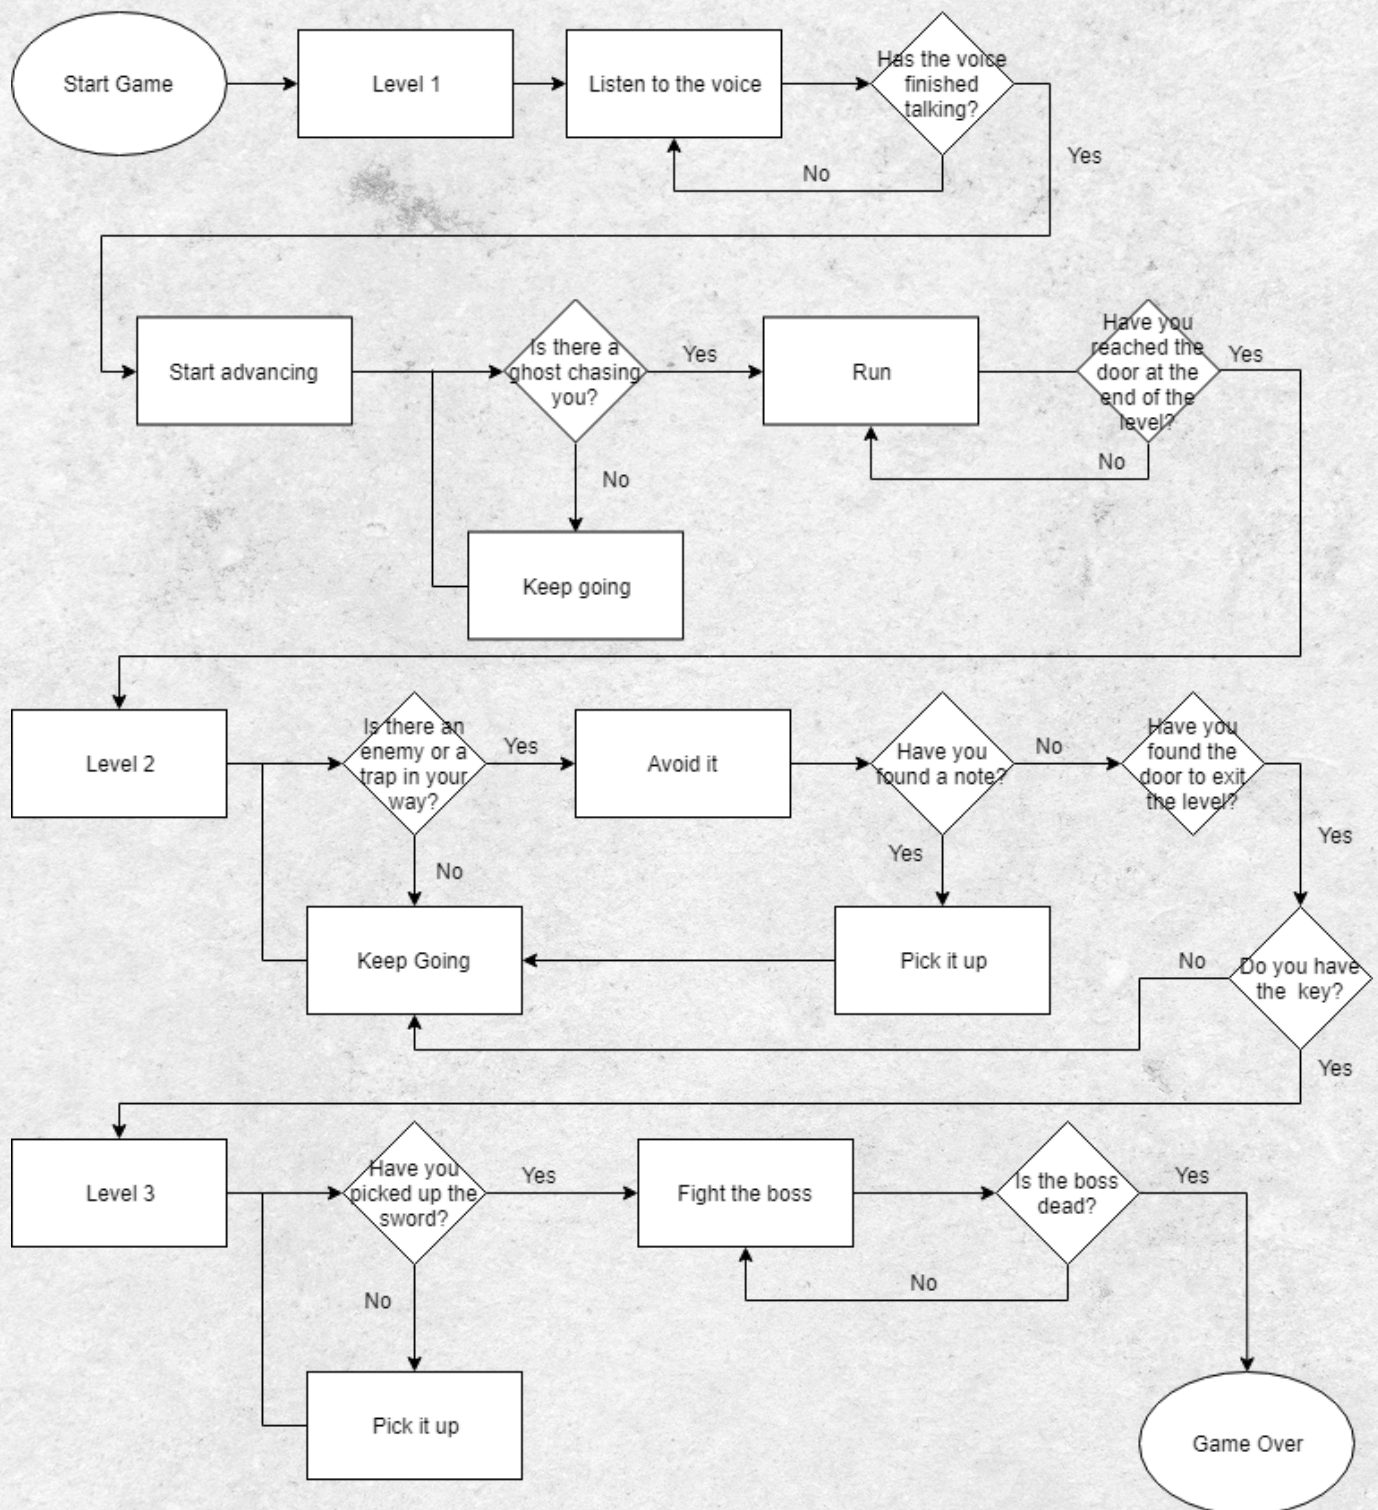 Start Game
Level 1
Listen to the voice
Has the voice
finished
talking?
No
Yes
Start advancing
Is there a
ghost chasing
you?
Yes
Run
Have you
reached the
door at the
end of the
level?
Yes
No
No
Keep going
Level 2
Is there an
enemy or a
trap in your
way?
Yes
Avoid it
Have you
found a note?
No
Have you
found the
door to exit
the level?
Yes
No
Yes
Keep Going
Pick it up
No
Do you have
the key?
Yes
Level 3
Have you
picked up the
sword?
Yes
Fight the boss
Is the boss
dead?
Yes
No
No
Pick it up
Game Over